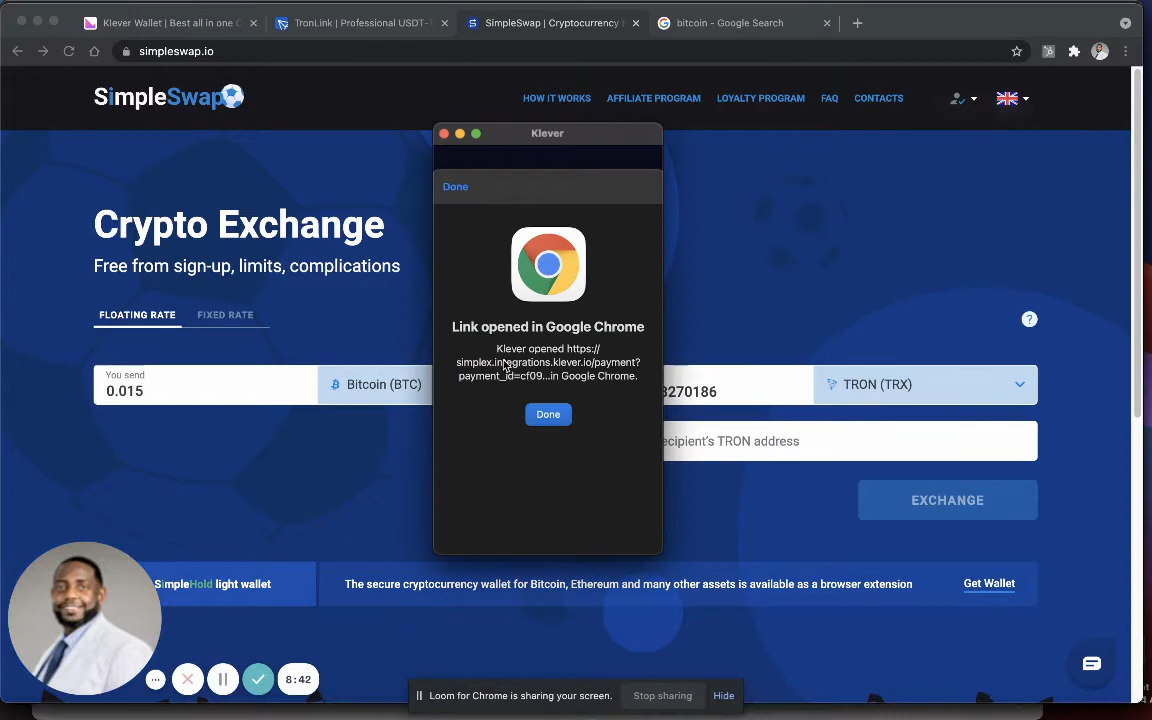 Klever Wallet | Best all in one C
TronLink | Professional USDT-
SimpleSwap | Cryptocurrency
bitcoin - Google Search
simpleswap.io
SimpleSwap
HOW IT WORKS
AFFILIATE PROGRAM
LOYALTY PROGRAM
FAQ
CONTACTS
Klever
Done
Crypto Exchange
Free from sign-up, limits, complications
FLOATING RATE
FIXED RATE
?
Link opened in Google Chrome
Klever opened https://
simplex.integrations.klever.io/payment?
payment_id=cf09...in Google Chrome.
Done
You send
0.015
Bitcoin (BTC)
8270186
TRON (TRX)
ecipient's TRON address
EXCHANGE
SimpleHold light wallet
The secure cryptocurrency wallet for Bitcoin, Ethereum and many other assets is available as a browser extension
Get Wallet
8:42
Loom for Chrome is sharing your screen.
Stop sharing
Hide